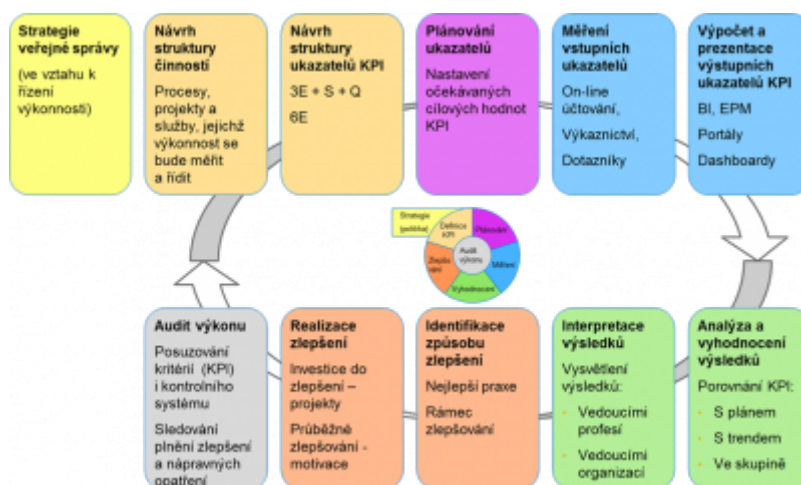 Strategie
veřejné správy
(ve vztahu k
řízení
výkonnosti)
Návrh
struktury
činností
Procesy,
projekty a
služby, jejichž
výkonnost se
bude měřit
a řídit
Návrh
struktury
ukazatelů KPI
3E + S + Q
6E
Plánování
ukazatelů
Nastavení
očekávaných
cílových hodnot
KPI
Měření
vstupních
ukazatelů
On-line
účtování,
Výkaznictví,
Dotazníky
Výpočet a
prezentace
výstupních
ukazatelů KPI
BI, EPM
Portály
Dashboardy
Strategie
(politika)
Definice
KPI
Plánování
Zlepšo
vání
Audit
výkonu
Měření
Vyhodnocení
Audit výkonu
Posuzování
kritérií (KPI)
i kontrolního
systému
Sledování
plnění zlepšení
a nápravných
opatření
Realizace
zlepšení
Investice do
zlepšení –
projekty
Průběžné
zlepšování -
motivace
Identifikace
způsobu
zlepšení
Nejlepší praxe
Rámec
zlepšování
Interpretace
výsledků
Vysvětlení
výsledků:
• Vedoucími
profesí
• Vedoucími
organizací
Analýza a
vyhodnocení
výsledků
Porovnání KPI:
• S plánem
• S trendem
• Ve skupině